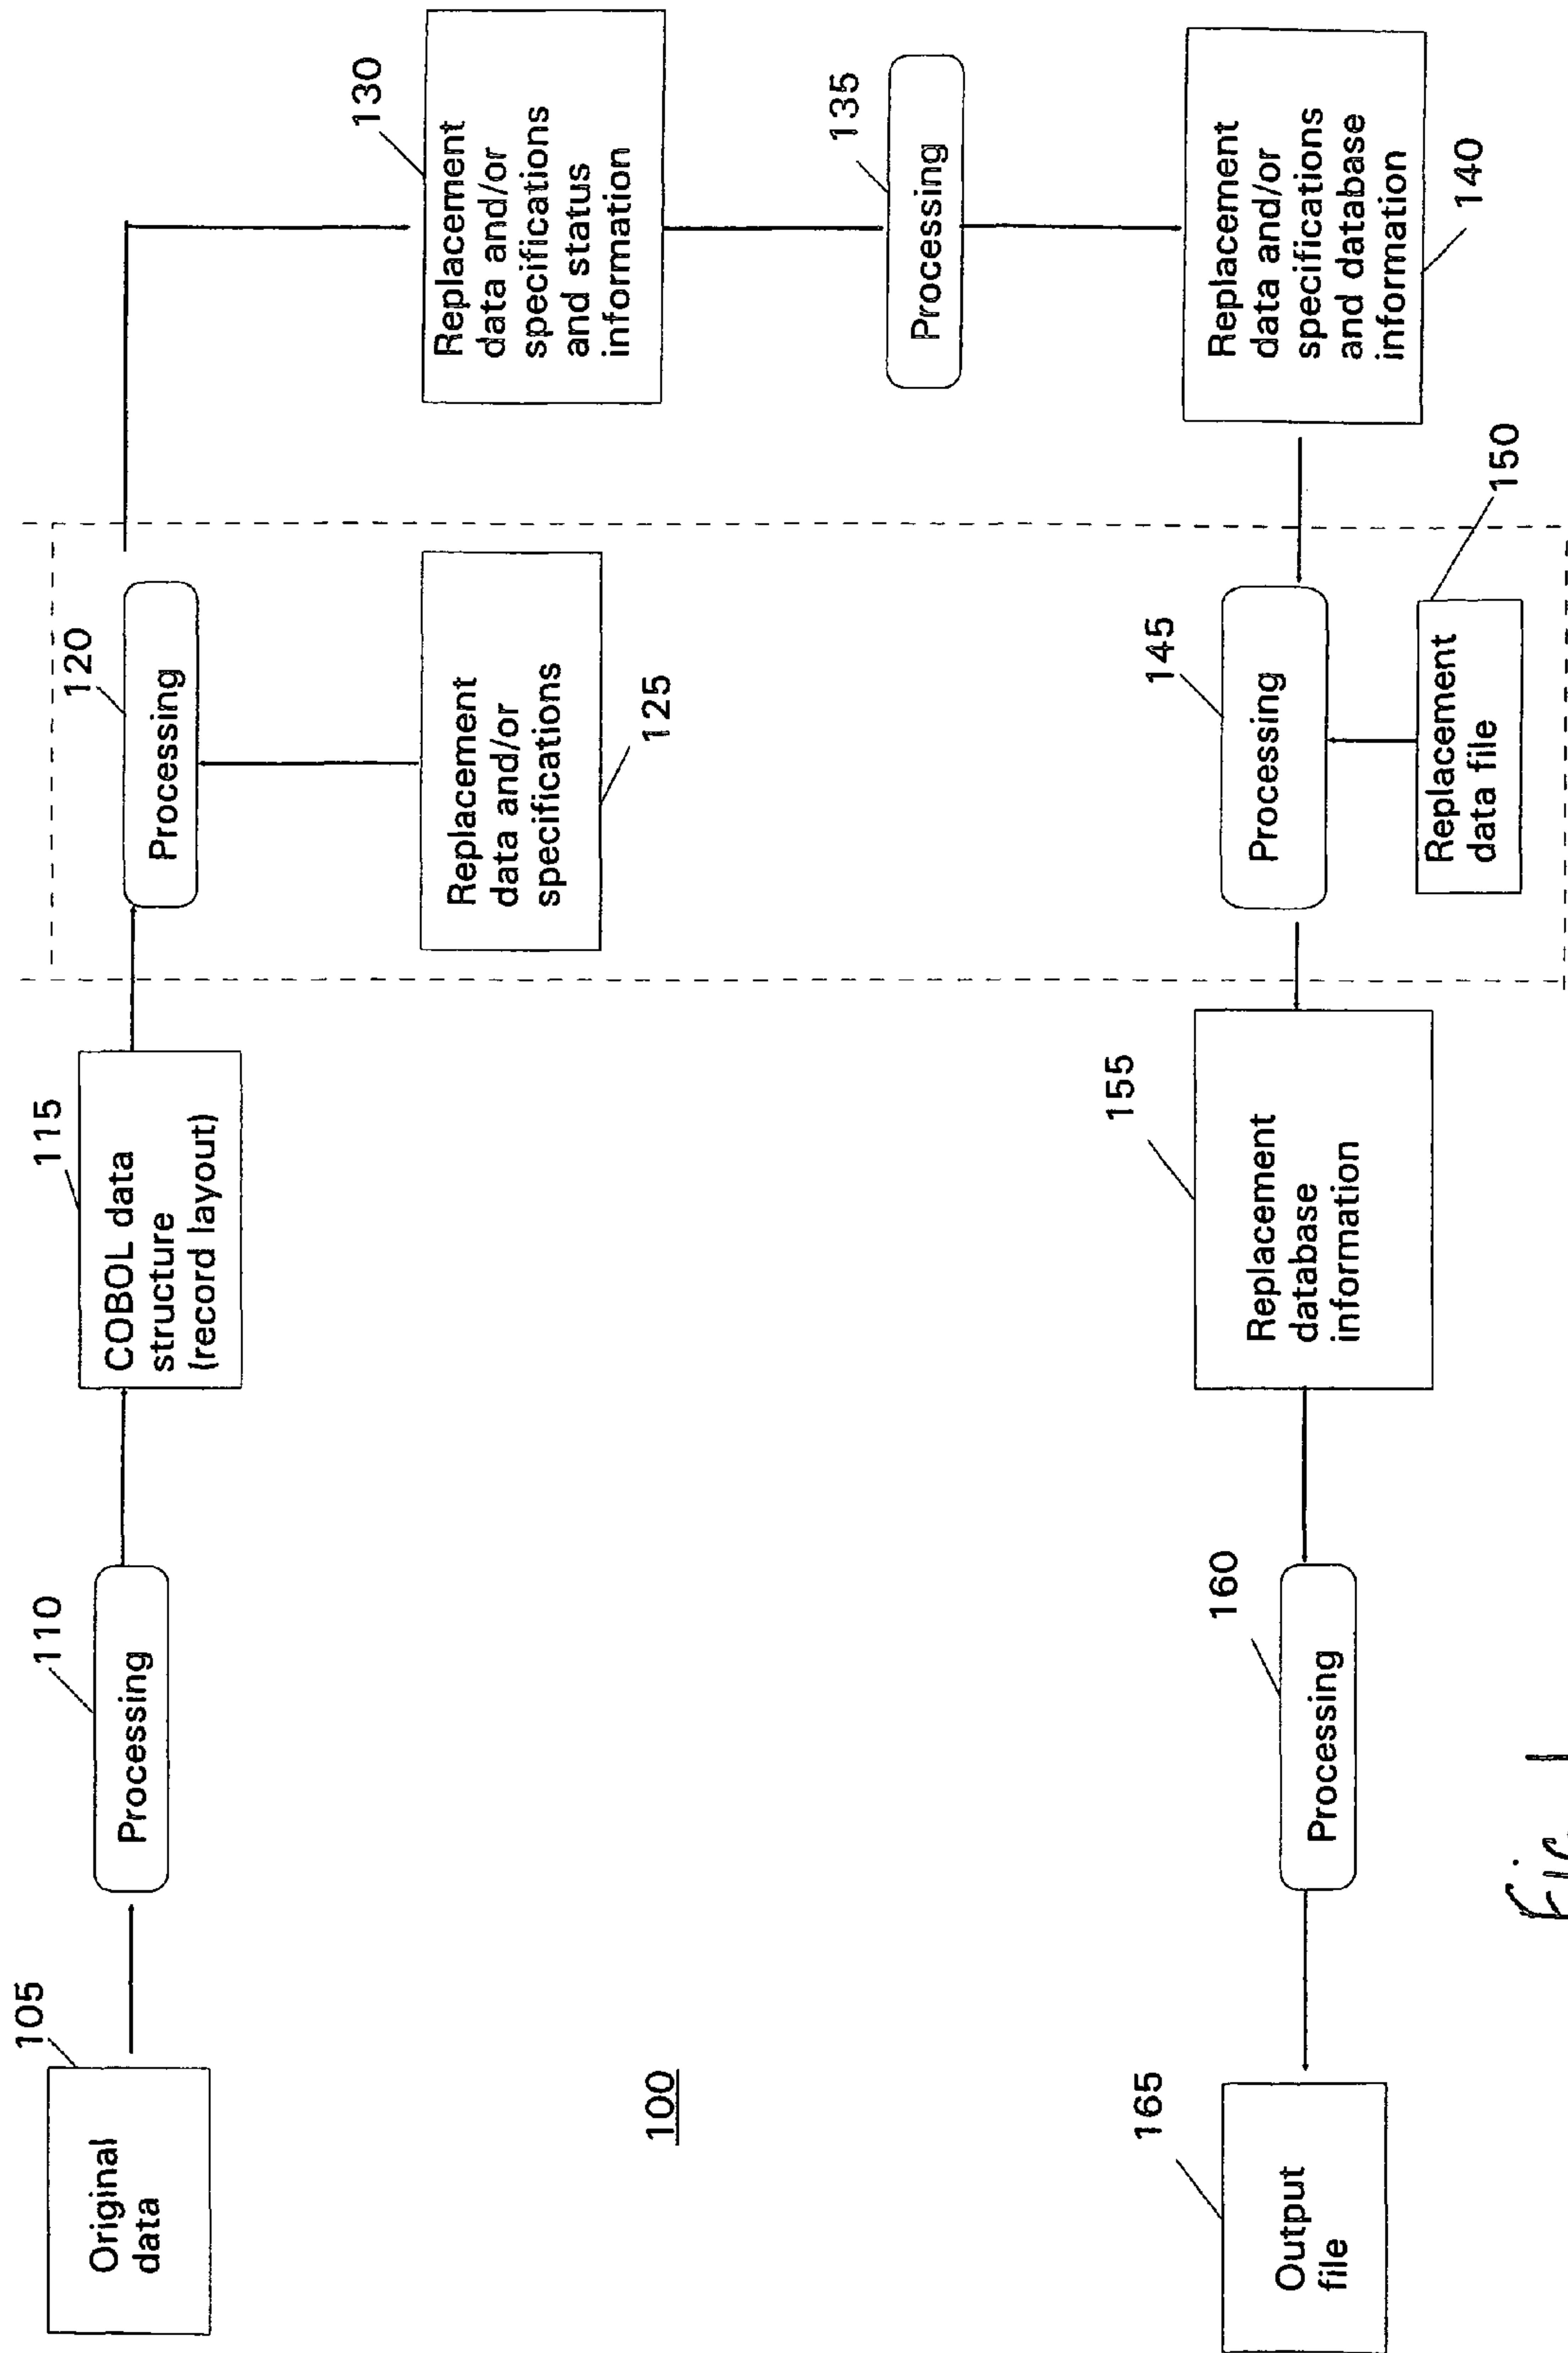 105
Original
data
110
Processing
115
COBOL data
structure
(record layout)
120
Processing
Replacement
data and/or
specifications
125
130
Replacement
data and/or
specifications
and status
information
135
Processing
Replacement
data and/or
specifications
and database
information
140
145
Processing
150
Replacement
data file
155
Replacement
database
information
160
Processing
165
Output
file
100